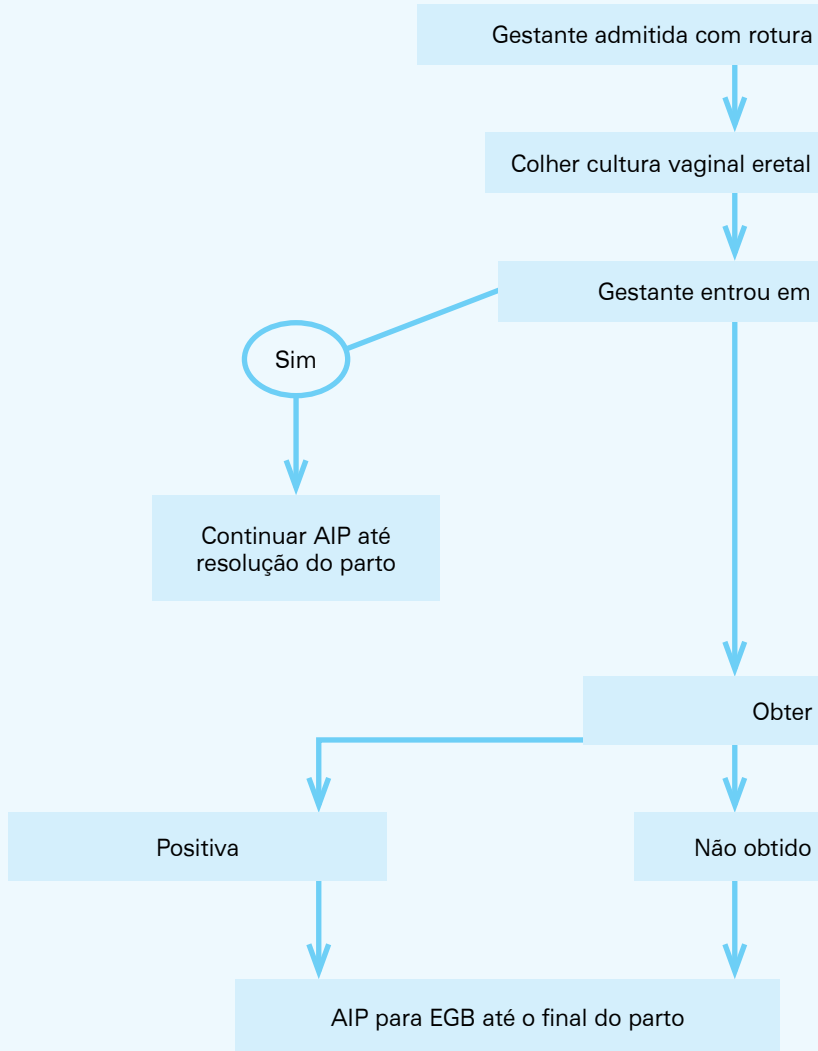 Gestante admitida com rotura
Colher cultura vaginal eretal
Gestante entrou em
Sim
Continuar AIP até
resolução do parto
Obter
Positiva
Não obtido
AIP para EGB até o final do parto